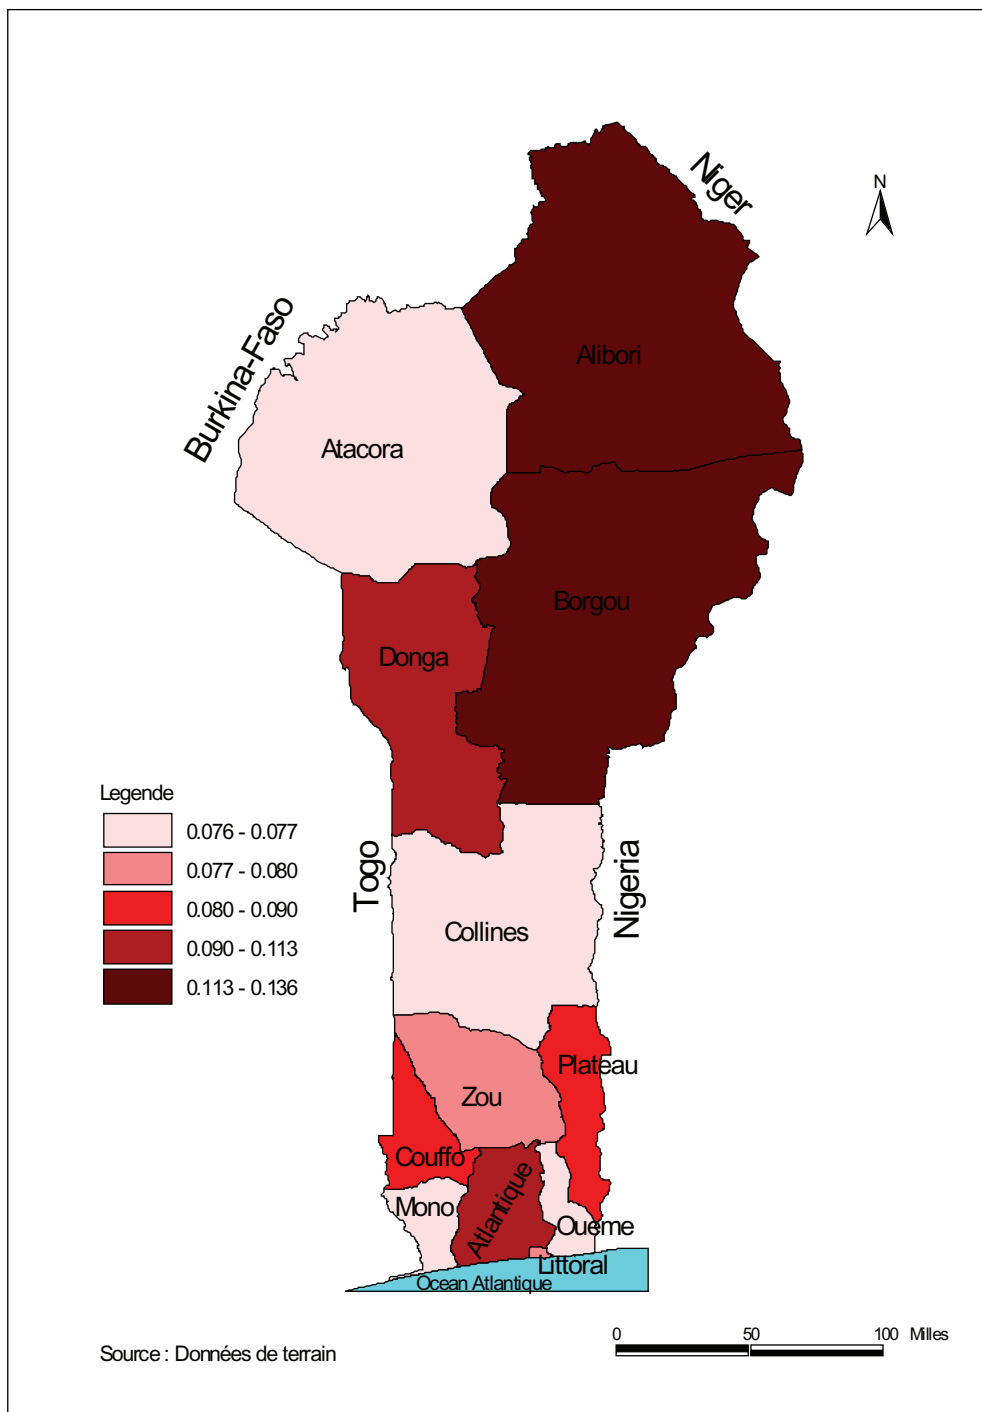 Niger
N
Burkina-Faso
Alibori
Atacora
Borgou
Donga
Legende
0.076 - 0.077
0.077 - 0.080
0.080 - 0.090
0.090 - 0.113
0.113 - 0.136
Togo
Nigeria
Collines
Plateau
Zou
Couffo
Atlantique
Mono
Oueme
Littoral
Ocean Atlantique
0 50 100 Milles
Source : Données de terrain